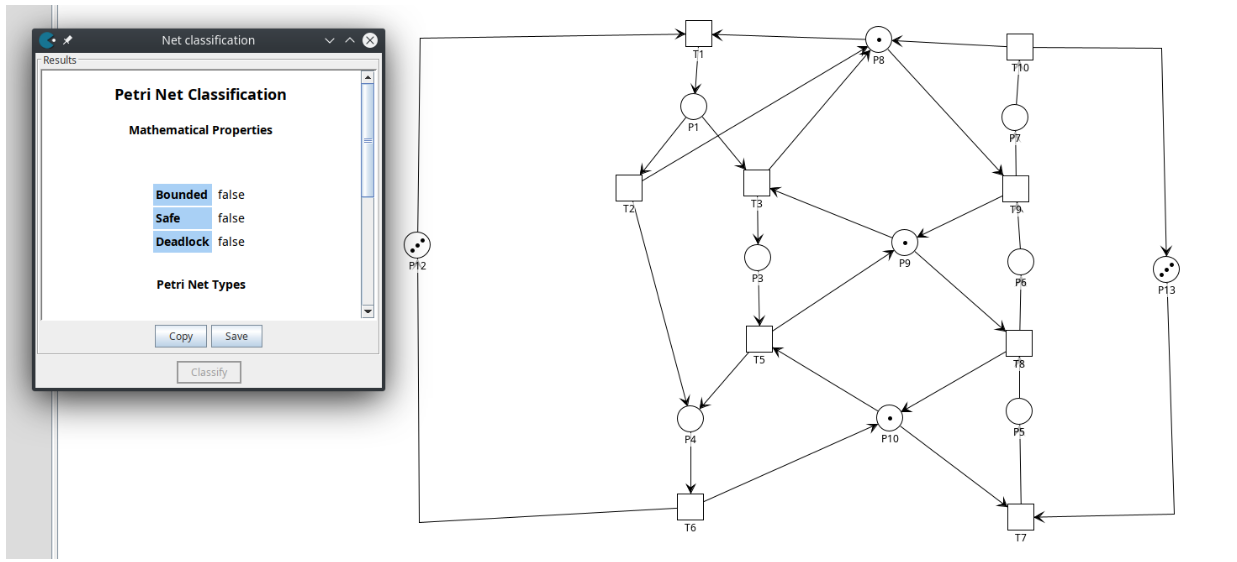 Net classification
Results
Petri Net Classification
Mathematical Properties
Bounded false
Safe false
Deadlock false
Petri Net Types
Copy Save
Classify
T1
P8
T10
P1
P7
T2
T3
T9
P12
P9
P3
P6
P13
T5
T8
P4
P10
P5
T6
T7